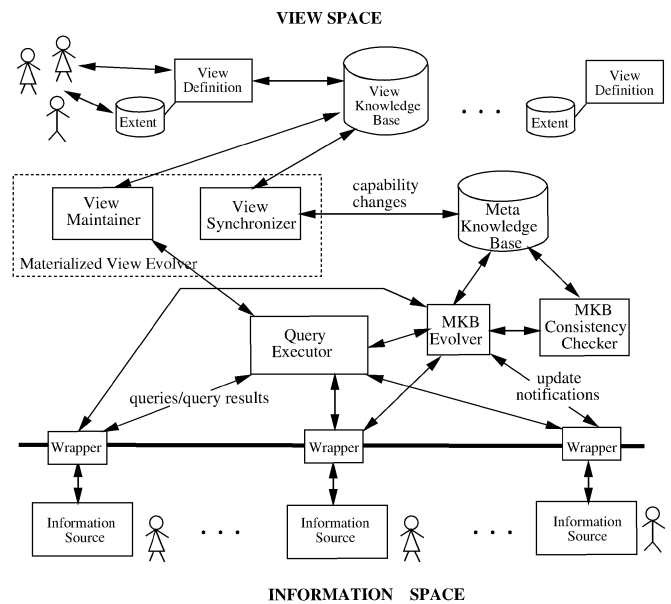 VIEW SPACE
View
Definition
Extent
View
Knowledge
Base
. . .
Extent
View
Definition
View
Maintainer
View
Synchronizer
Materialized View Evolver
capability
changes
Meta
Knowledge
Base
Query
Executor
MKB
Evolver
MKB
Consistency
Checker
queries/query results
update
notifications
Wrapper
Wrapper
Wrapper
Information
Source
. . .
Information
Source
. . .
Information
Source
INFORMATION SPACE